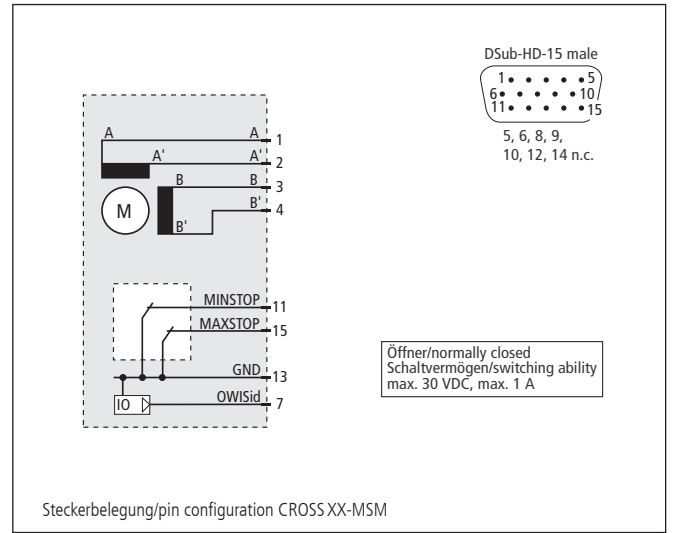 DSub-HD-15 male
1 5
6 10
11 15
5, 6, 8, 9,
10, 12, 14 n.c.
A A 1
A' A' 2
B B 3
B' 4
M
B'
MINSTOP 11
MAXSTOP 15
GND 13
IO OWISid 7
Öffner/normally closed
Schaltvermögen/switching ability
max. 30 VDC, max. 1 A
Steckerbelegung/pin configuration CROSS XX-MSM